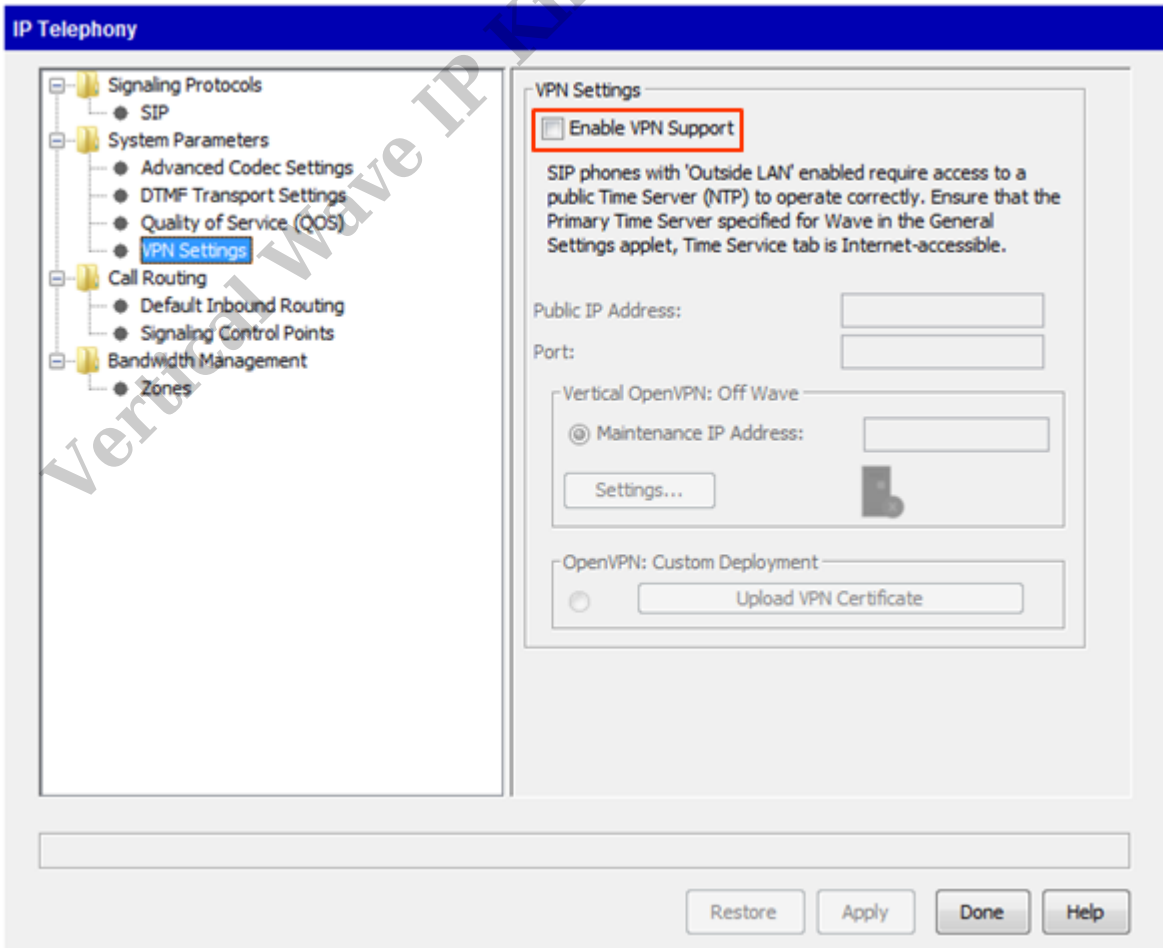 IP Telephony
Signaling Protocols
SIP
System Parameters
Advanced Codec Settings
DTMF Transport Settings
Quality of Service (QOS)
VPN Settings
Call Routing
Default Inbound Routing
Signaling Control Points
Bandwidth Management
Zones
VPN Settings
Enable VPN Support
SIP phones with 'Outside LAN' enabled require access to a
public Time Server (NTP) to operate correctly. Ensure that the
Primary Time Server specified for Wave in the General
Settings applet, Time Service tab is Internet-accessible.
Public IP Address:
Port:
Vertical OpenVPN: Off Wave
Maintenance IP Address:
Settings...
OpenVPN: Custom Deployment
Upload VPN Certificate
Restore
Apply
Done
Help
Vertical Wave IP